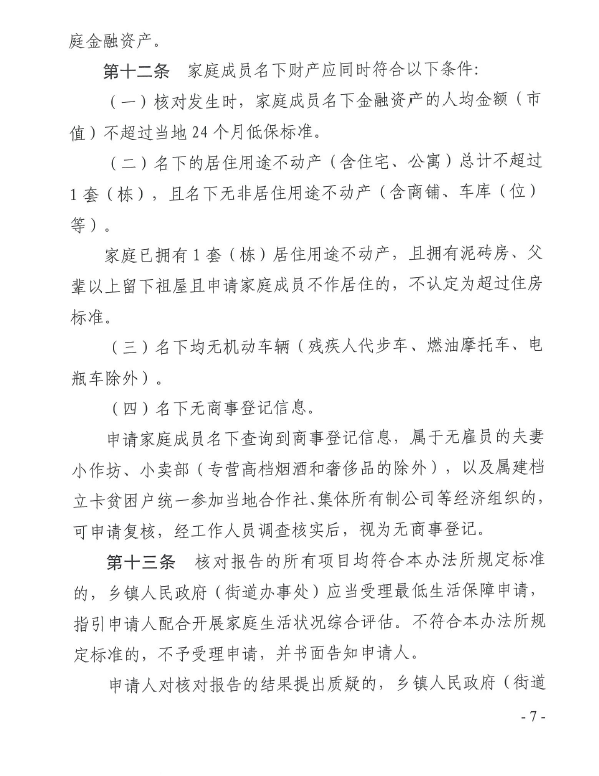 庭金融资产。
第十二条 家庭成员名下财产应同时符合以下条件：
（一）核对发生时，家庭成员名下金融资产的人均金额（市
值）不超过当地24个月低保标准。
（二）名下的居住用途不动产（含住宅、公寓）总计不超过
1套（栋），且名下无非居住用途不动产（含商铺、车库（位）
等）。
家庭已拥有1套（栋）居住用途不动产，且拥有泥砖房、父
辈以上留下祖屋且申请家庭成员不作居住的，不认定为超过住房
标准。
（三）名下均无机动车辆（残疾人代步车、燃油摩托车、电
瓶车除外）。
（四）名下无商事登记信息。
申请家庭成员名下查询到商事登记信息，属于无雇员的夫妻
小作坊、小卖部（专营高档烟酒和奢侈品的除外），以及属建档
立卡贫困户统一参加当地合作社、集体所有制公司等经济组织的，
可申请复核，经工作人员调查核实后，视为无商事登记。
第十三条 核对报告的所有项目均符合本办法所规定标准
的，乡镇人民政府（街道办事处）应当受理最低生活保障申请，
指引申请人配合开展家庭生活状况综合评估。不符合本办法所规
定标准的，不予受理申请，并书面告知申请人。
申请人对核对报告的结果提出质疑的，乡镇人民政府（街道
- 7 -